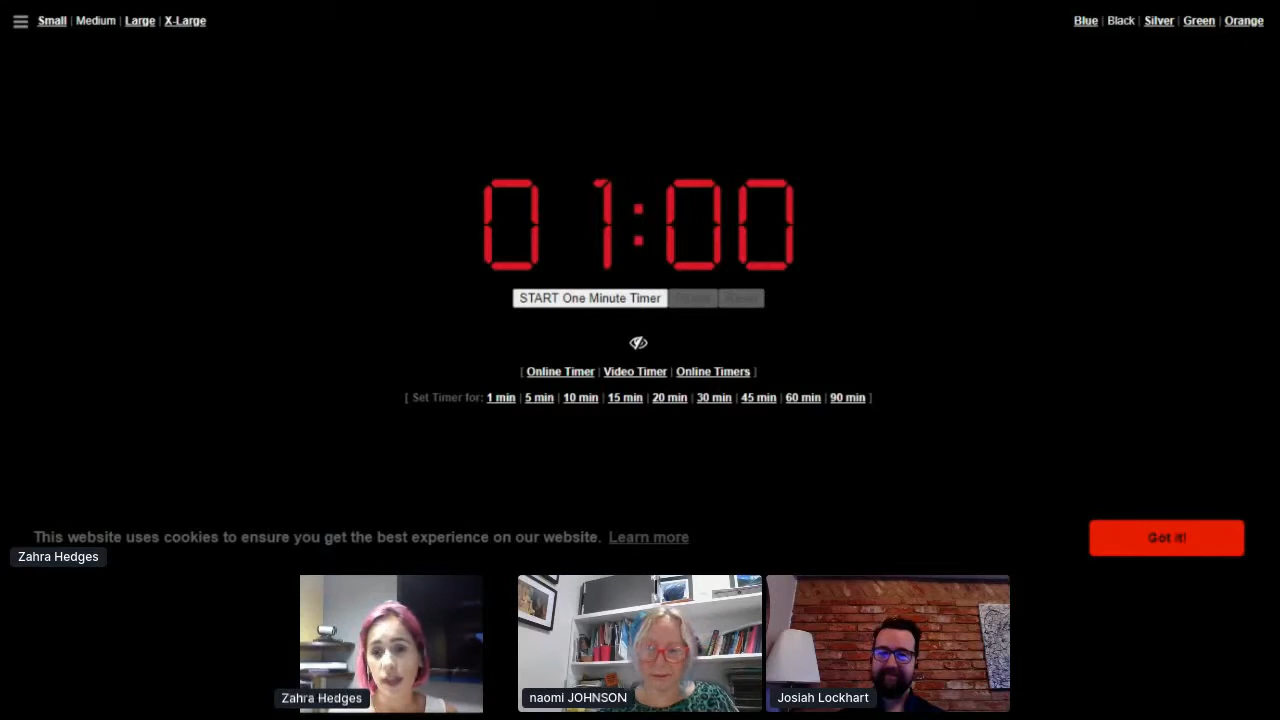 Small | Medium | Large | X-Large
Blue | Black | Silver | Green | Orange
01:00
START One Minute Timer
[ Online Timer | Video Timer | Online Timers ]
[ Set Timer for: 1 min | 5 min | 10 min | 15 min | 20 min | 30 min | 45 min | 60 min | 90 min ]
This website uses cookies to ensure you get the best experience on our website. Learn more
Got it!
Zahra Hedges
Zahra Hedges
naomi JOHNSON
Josiah Lockhart